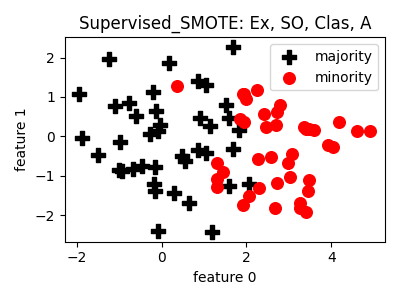 Supervised_SMOTE: Ex, SO, Clas, A
majority
minority
feature 1
2
1
0
−1
−2
−2
0
2
4
feature 0